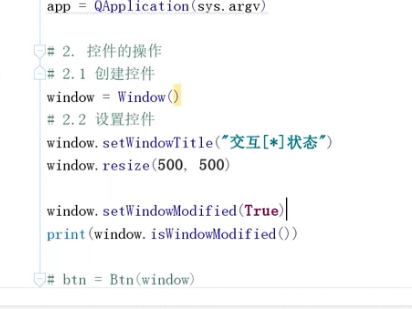 app = QApplication(sys.argv)
# 2. 控件的操作
# 2.1 创建控件
window = Window()
# 2.2 设置控件
window.setWindowTitle("交互[*]状态")
window.resize(500, 500)
window.setWindowModified(True)
print(window.isWindowModified())
# btn = Btn(window)